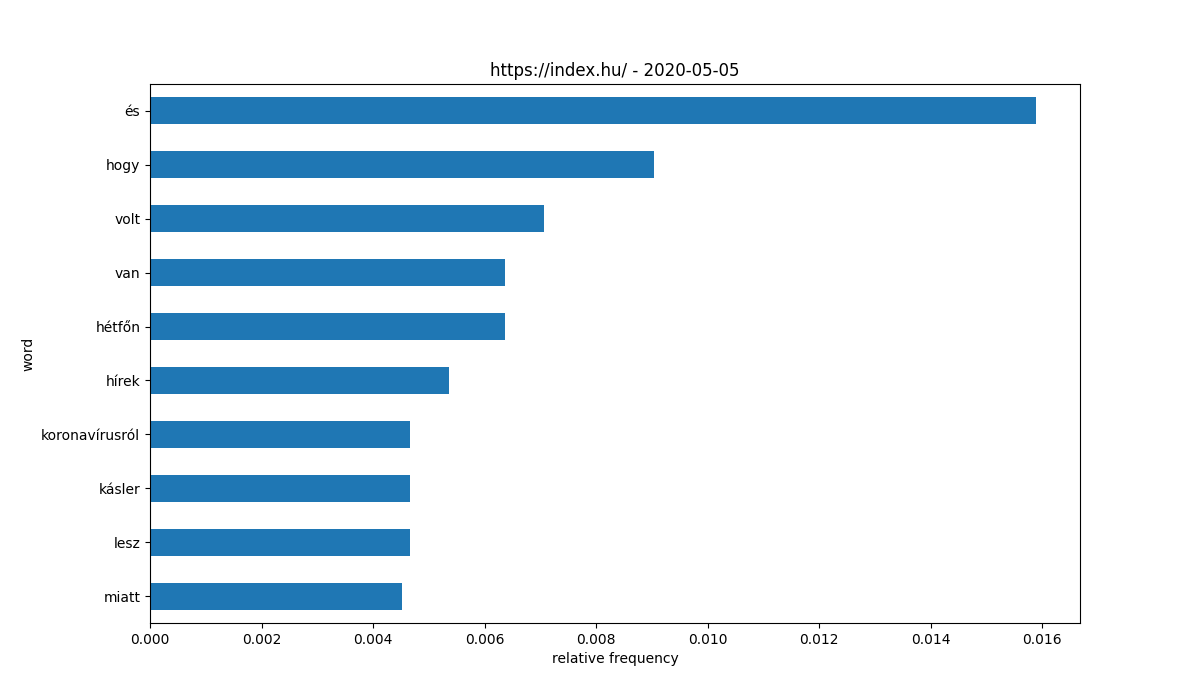 https://index.hu/ - 2020-05-05
és
hogy
volt
van
hétfőn
hírek
koronavírusról
kásler
lesz
miatt
word
0.000 0.002 0.004 0.006 0.008 0.010 0.012 0.014 0.016
relative frequency